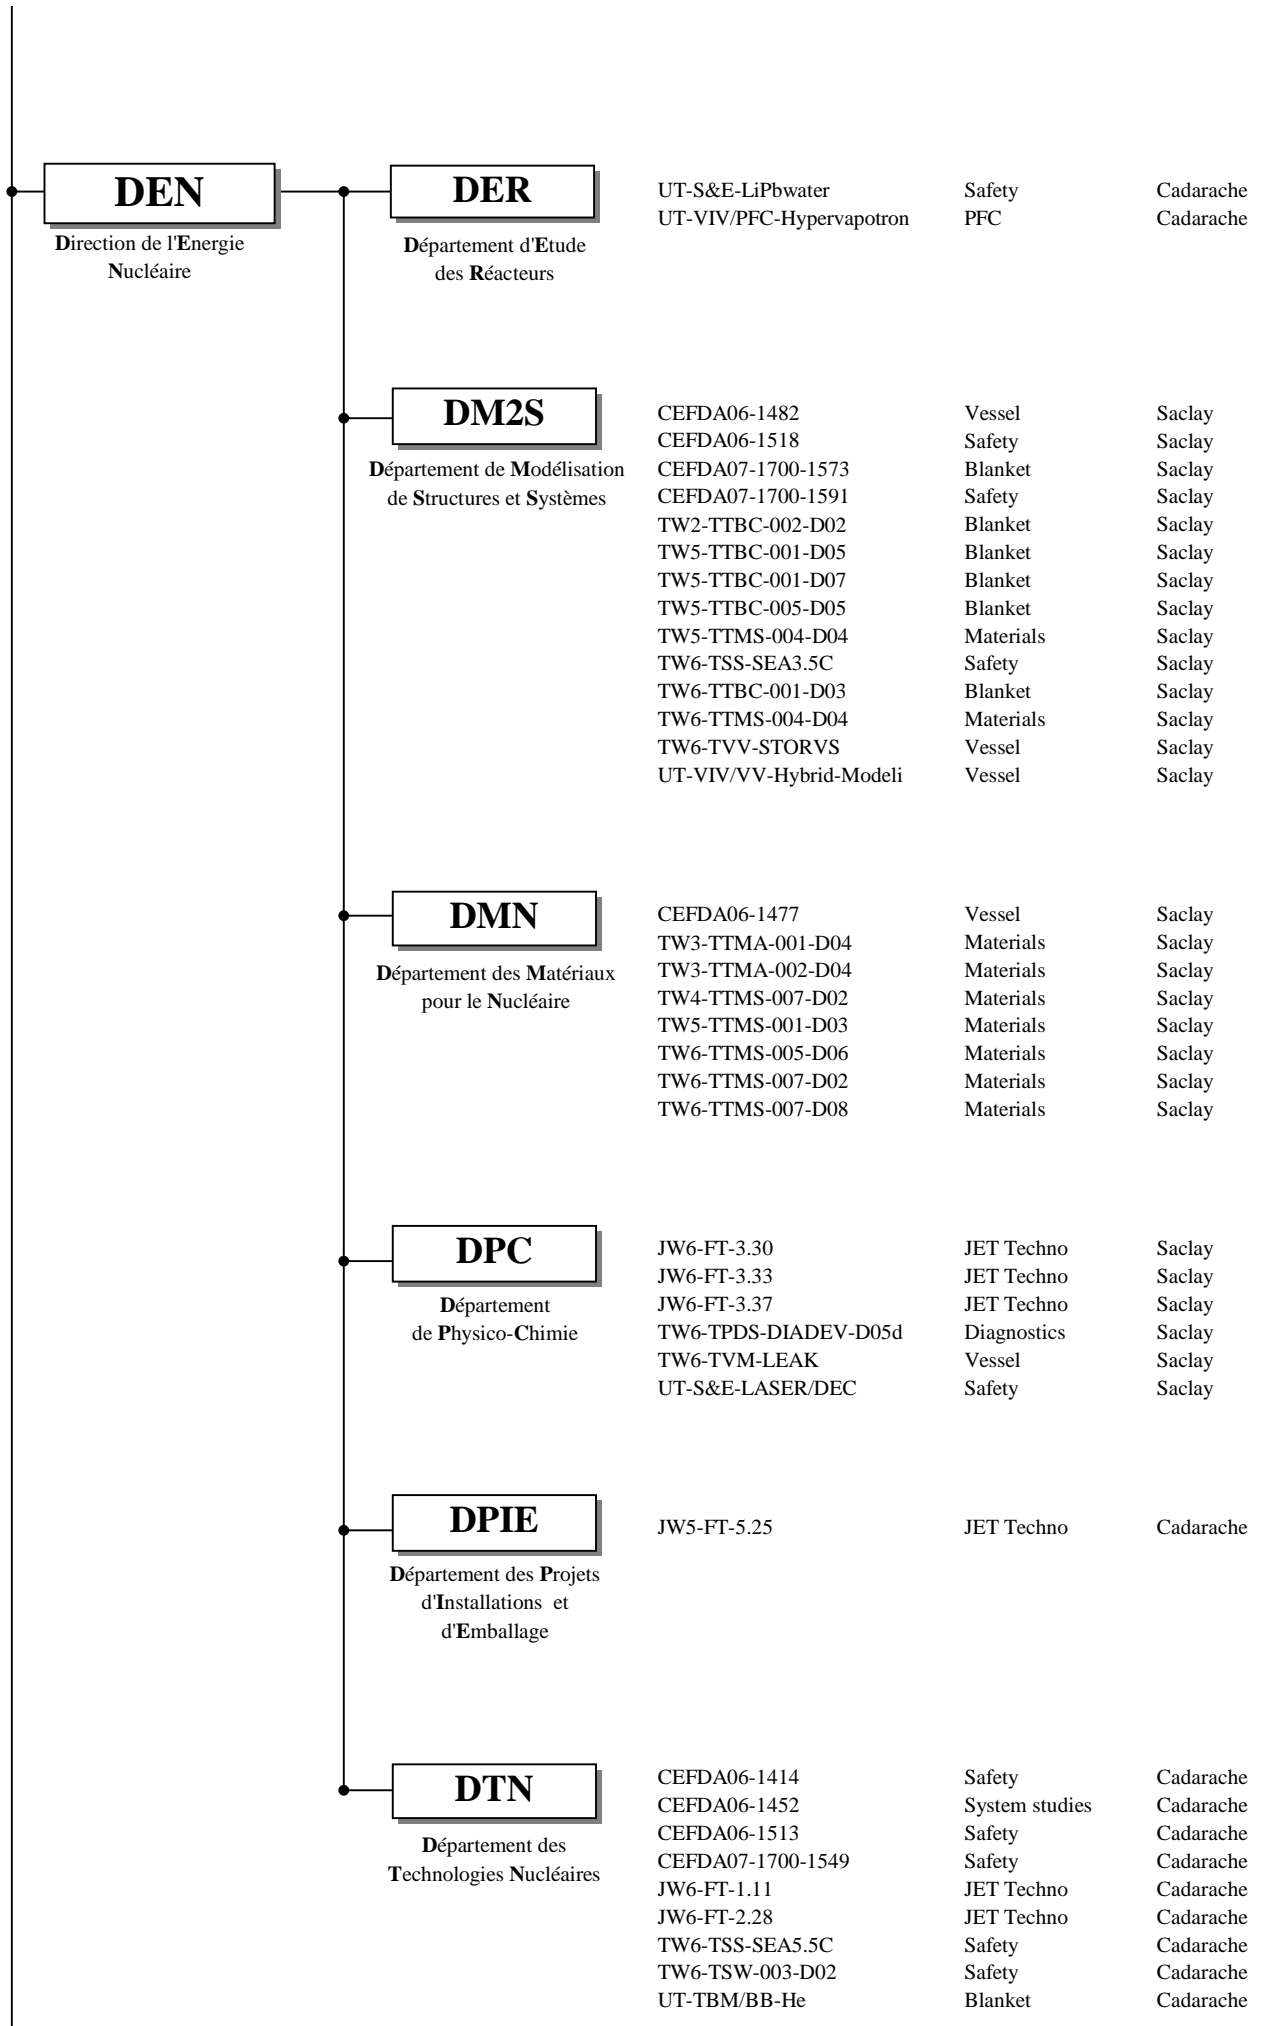 DEN
Direction de l'Energie
Nucléaire
DER
Département d'Etude
des Réacteurs
UT-S&E-LiPbwater Safety Cadarache
UT-VIV/PFC-Hypervapotron PFC Cadarache
DM2S
Département de Modélisation
de Structures et Systèmes
CEFDA06-1482 Vessel Saclay
CEFDA06-1518 Safety Saclay
CEFDA07-1700-1573 Blanket Saclay
CEFDA07-1700-1591 Safety Saclay
TW2-TTBC-002-D02 Blanket Saclay
TW5-TTBC-001-D05 Blanket Saclay
TW5-TTBC-001-D07 Blanket Saclay
TW5-TTBC-005-D05 Blanket Saclay
TW5-TTMS-004-D04 Materials Saclay
TW6-TSS-SEA3.5C Safety Saclay
TW6-TTBC-001-D03 Blanket Saclay
TW6-TTMS-004-D04 Materials Saclay
TW6-TVV-STORVS Vessel Saclay
UT-VIV/VV-Hybrid-Modeli Vessel Saclay
DMN
Département des Matériaux
pour le Nucléaire
CEFDA06-1477 Vessel Saclay
TW3-TTMA-001-D04 Materials Saclay
TW3-TTMA-002-D04 Materials Saclay
TW4-TTMS-007-D02 Materials Saclay
TW5-TTMS-001-D03 Materials Saclay
TW6-TTMS-005-D06 Materials Saclay
TW6-TTMS-007-D02 Materials Saclay
TW6-TTMS-007-D08 Materials Saclay
DPC
Département
de Physico-Chimie
JW6-FT-3.30 JET Techno Saclay
JW6-FT-3.33 JET Techno Saclay
JW6-FT-3.37 JET Techno Saclay
TW6-TPDS-DIADEV-D05d Diagnostics Saclay
TW6-TVM-LEAK Vessel Saclay
UT-S&E-LASER/DEC Safety Saclay
DPIE
Département des Projets
d'Installations et
d'Emballage
JW5-FT-5.25 JET Techno Cadarache
DTN
Département des
Technologies Nucléaires
CEFDA06-1414 Safety Cadarache
CEFDA06-1452 System studies Cadarache
CEFDA06-1513 Safety Cadarache
CEFDA07-1700-1549 Safety Cadarache
JW6-FT-1.11 JET Techno Cadarache
JW6-FT-2.28 JET Techno Cadarache
TW6-TSS-SEA5.5C Safety Cadarache
TW6-TSW-003-D02 Safety Cadarache
UT-TBM/BB-He Blanket Cadarache